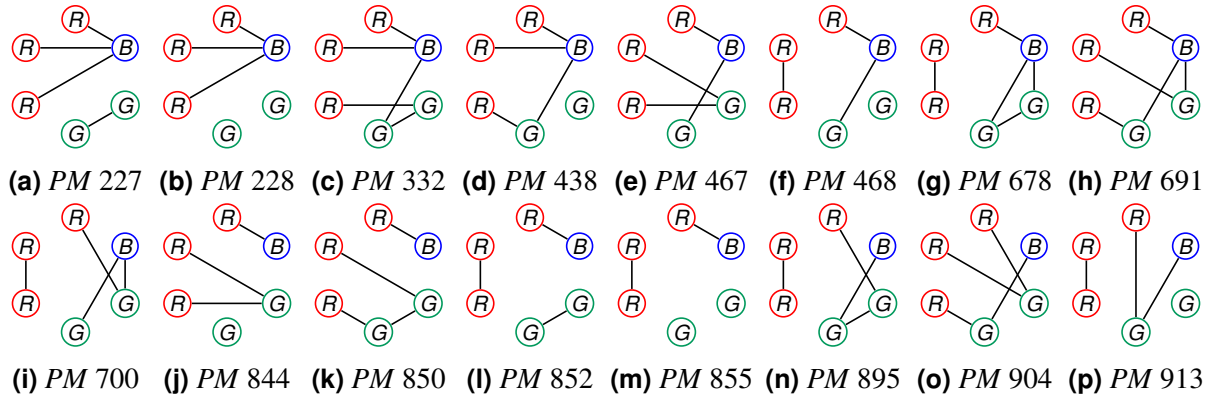 R R R R R R R R
R B R B R B R B R B R B R B R B
R G R G R G R G R G R G R G R G
G G G G G G G G
(a) PM 227 (b) PM 228 (c) PM 332 (d) PM 438 (e) PM 467 (f) PM 468 (g) PM 678 (h) PM 691
R R R R R R R R
R B R B R B R B R B R B R B R B
R G R G R G R G R G R G R G R G
G G G G G G G G
(i) PM 700 (j) PM 844 (k) PM 850 (l) PM 852 (m) PM 855 (n) PM 895 (o) PM 904 (p) PM 913